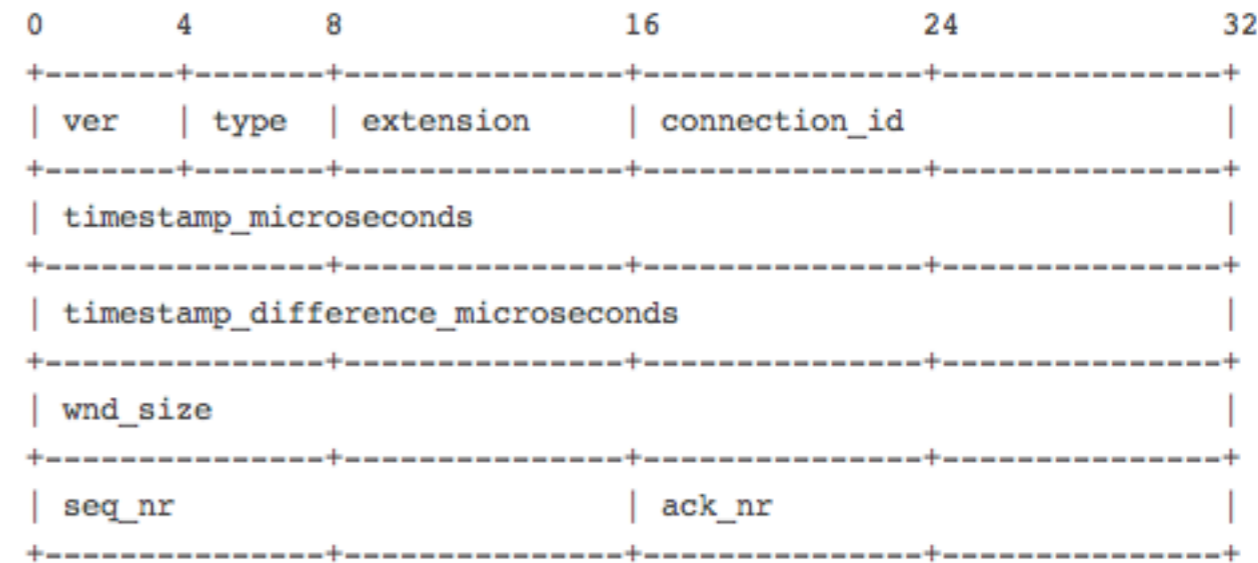 0       4       8               16              24              32
+-------+-------+---------------+---------------+---------------+
| ver   | type  | extension     | connection_id                 |
+-------+-------+---------------+---------------+---------------+
| timestamp_microseconds                                        |
+---------------+---------------+---------------+---------------+
| timestamp_difference_microseconds                             |
+---------------+---------------+---------------+---------------+
| wnd_size                                                      |
+---------------+---------------+---------------+---------------+
| seq_nr                        | ack_nr                        |
+---------------+---------------+---------------+---------------+